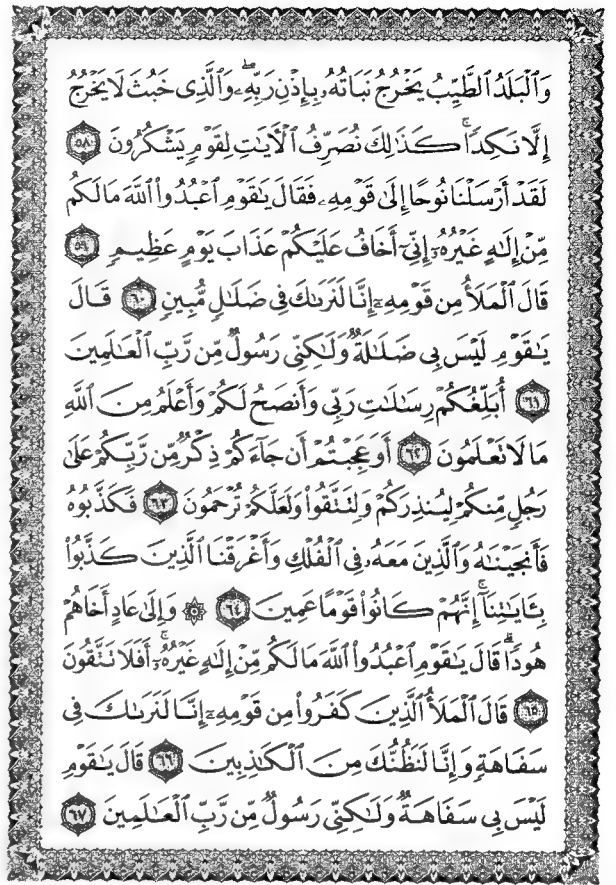 وَٱلْبَلَدُ ٱلطَّيِّبُ يَخْرُجُ نَبَاتُهُۥ بِإِذْنِ رَبِّهِۦۖ وَٱلَّذِى خَبُثَ لَا يَخْرُجُ
إِلَّا نَكِدًاۚ كَذَٰلِكَ نُصَرِّفُ ٱلْـَٔايَـٰتِ لِقَوْمٍ يَشْكُرُونَ ٥٨
لَقَدْ أَرْسَلْنَا نُوحًا إِلَىٰ قَوْمِهِۦ فَقَالَ يَـٰقَوْمِ ٱعْبُدُوا۟ ٱللَّهَ مَا لَكُم
مِّنْ إِلَـٰهٍ غَيْرُهُۥٓ إِنِّىٓ أَخَافُ عَلَيْكُمْ عَذَابَ يَوْمٍ عَظِيمٍ ٥٩
قَالَ ٱلْمَلَأُ مِن قَوْمِهِۦٓ إِنَّا لَنَرَىٰكَ فِى ضَلَـٰلٍ مُّبِينٍ ٦٠ قَالَ
يَـٰقَوْمِ لَيْسَ بِى ضَلَـٰلَةٌ وَلَـٰكِنِّى رَسُولٌ مِّن رَّبِّ ٱلْعَـٰلَمِينَ
٦١ أُبَلِّغُكُمْ رِسَـٰلَـٰتِ رَبِّى وَأَنصَحُ لَكُمْ وَأَعْلَمُ مِنَ ٱللَّهِ
مَا لَا تَعْلَمُونَ ٦٢ أَوَعَجِبْتُمْ أَن جَآءَكُمْ ذِكْرٌ مِّن رَّبِّكُمْ عَلَىٰ
رَجُلٍ مِّنكُمْ لِيُنذِرَكُمْ وَلِتَتَّقُوا۟ وَلَعَلَّكُمْ تُرْحَمُونَ ٦٣ فَكَذَّبُوهُ
فَأَنجَيْنَـٰهُ وَٱلَّذِينَ مَعَهُۥ فِى ٱلْفُلْكِ وَأَغْرَقْنَا ٱلَّذِينَ كَذَّبُوا۟
بِـَٔايَـٰتِنَآۚ إِنَّهُمْ كَانُوا۟ قَوْمًا عَمِينَ ٦٤ ۞ وَإِلَىٰ عَادٍ أَخَاهُمْ
هُودًاۗ قَالَ يَـٰقَوْمِ ٱعْبُدُوا۟ ٱللَّهَ مَا لَكُم مِّنْ إِلَـٰهٍ غَيْرُهُۥٓۚ أَفَلَا تَتَّقُونَ
٦٥ قَالَ ٱلْمَلَأُ ٱلَّذِينَ كَفَرُوا۟ مِن قَوْمِهِۦٓ إِنَّا لَنَرَىٰكَ فِى
سَفَاهَةٍ وَإِنَّا لَنَظُنُّكَ مِنَ ٱلْكَـٰذِبِينَ ٦٦ قَالَ يَـٰقَوْمِ
لَيْسَ بِى سَفَاهَةٌ وَلَـٰكِنِّى رَسُولٌ مِّن رَّبِّ ٱلْعَـٰلَمِينَ ٦٧